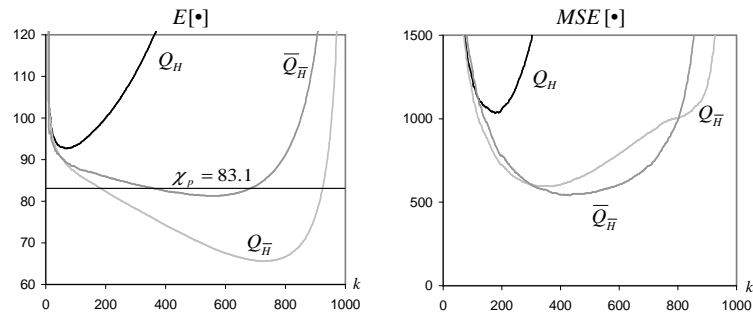 E[•]
120
110
100
90
80
70
60
0 200 400 600 800 1000
k
Q_H
Q̅_H̅
χ_p = 83.1
Q_H̅
MSE[•]
1500
1000
500
0
0 200 400 600 800 1000
k
Q_H
Q_H̅
Q̅_H̅